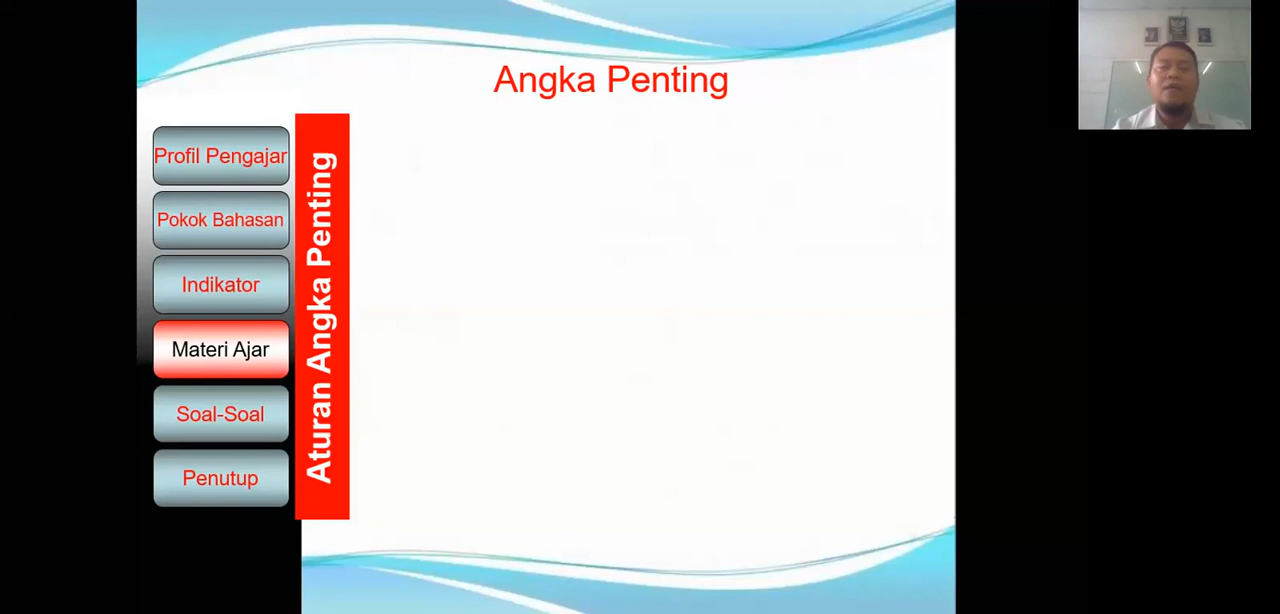 Angka Penting
Profil Pengajar
Pokok Bahasan
Indikator
Materi Ajar
Soal-Soal
Penutup
Aturan Angka Penting